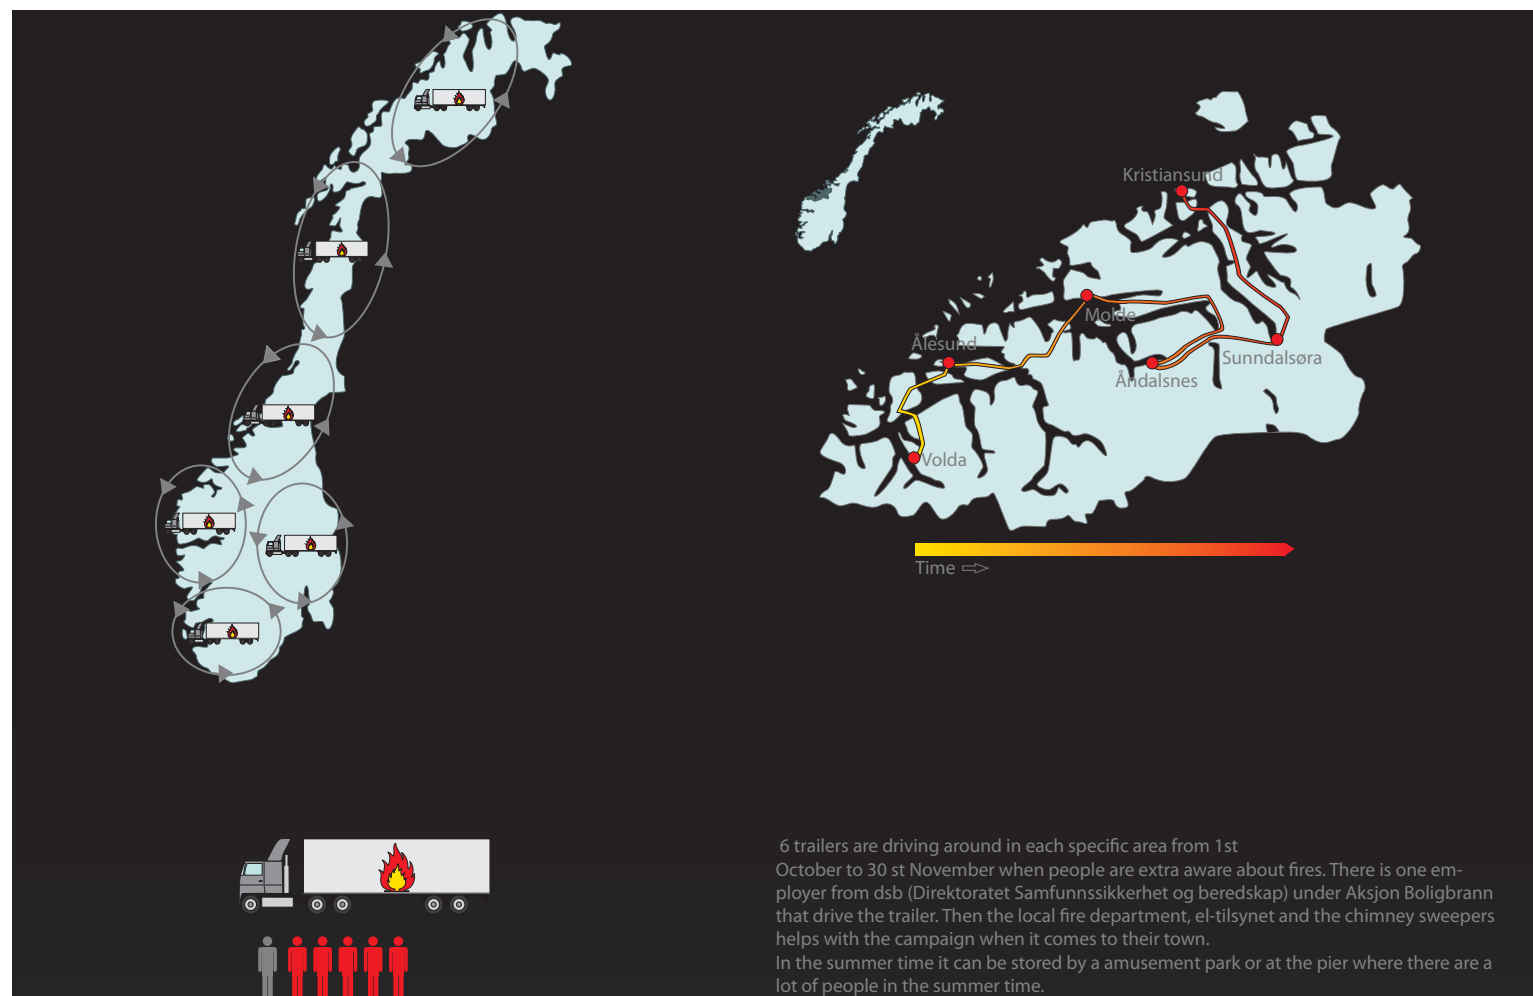 Kristiansund
Molde
Ålesund
Sunndalsøra
Åndalsnes
Volda
Time
6 trailers are driving around in each specific area from 1st
October to 30 st November when people are extra aware about fires. There is one em-
ployer from dsb (Direktoratet Samfunnssikkerhet og beredskap) under Aksjon Boligbrann
that drive the trailer. Then the local fire department, el-tilsynet and the chimney sweepers
helps with the campaign when it comes to their town.
In the summer time it can be stored by a amusement park or at the pier where there are a
lot of people in the summer time.